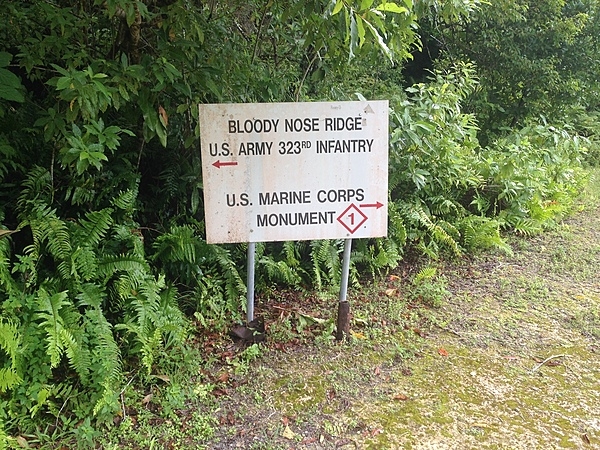 BLOODY NOSE RIDGE
U.S. ARMY 323RD INFANTRY
U.S. MARINE CORPS
MONUMENT 1